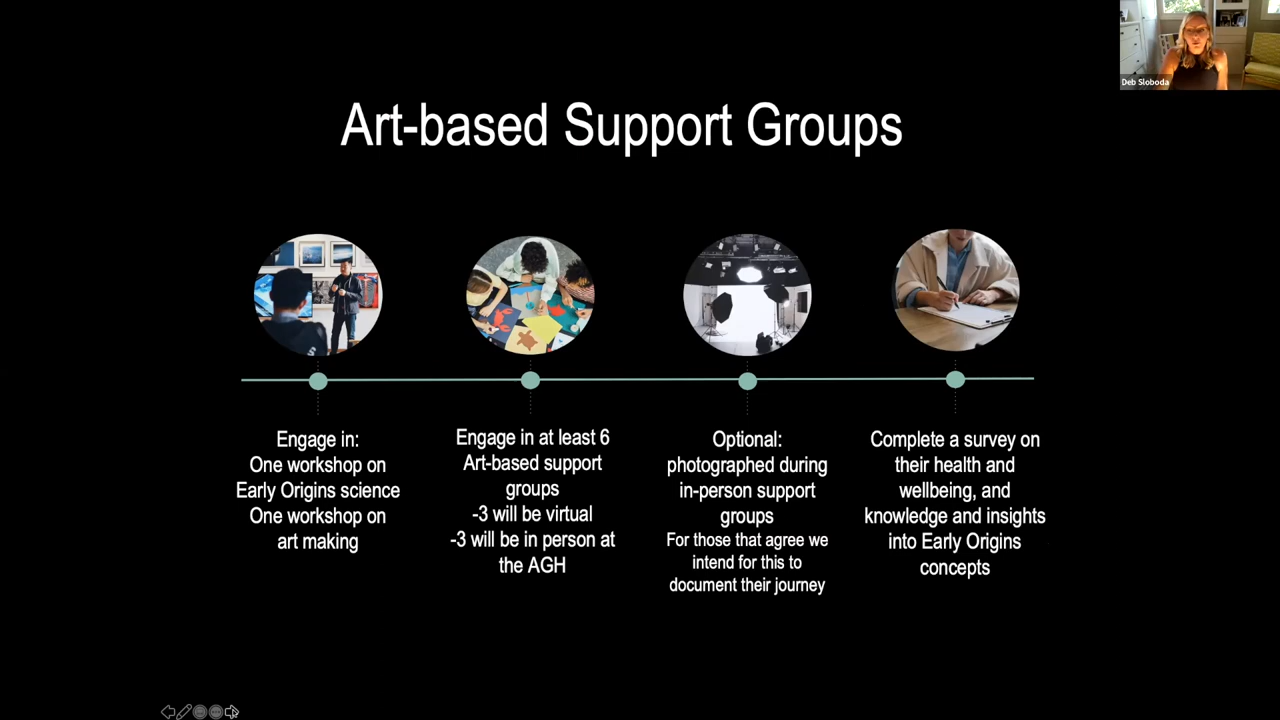 Deb Sloboda
Art-based Support Groups
Engage in:
One workshop on
Early Origins science
One workshop on
art making
Engage in at least 6
Art-based support
groups
-3 will be virtual
-3 will be in person at
the AGH
Optional:
photographed during
in-person support
groups
For those that agree we
intend for this to
document their journey
Complete a survey on
their health and
wellbeing, and
knowledge and insights
into Early Origins
concepts